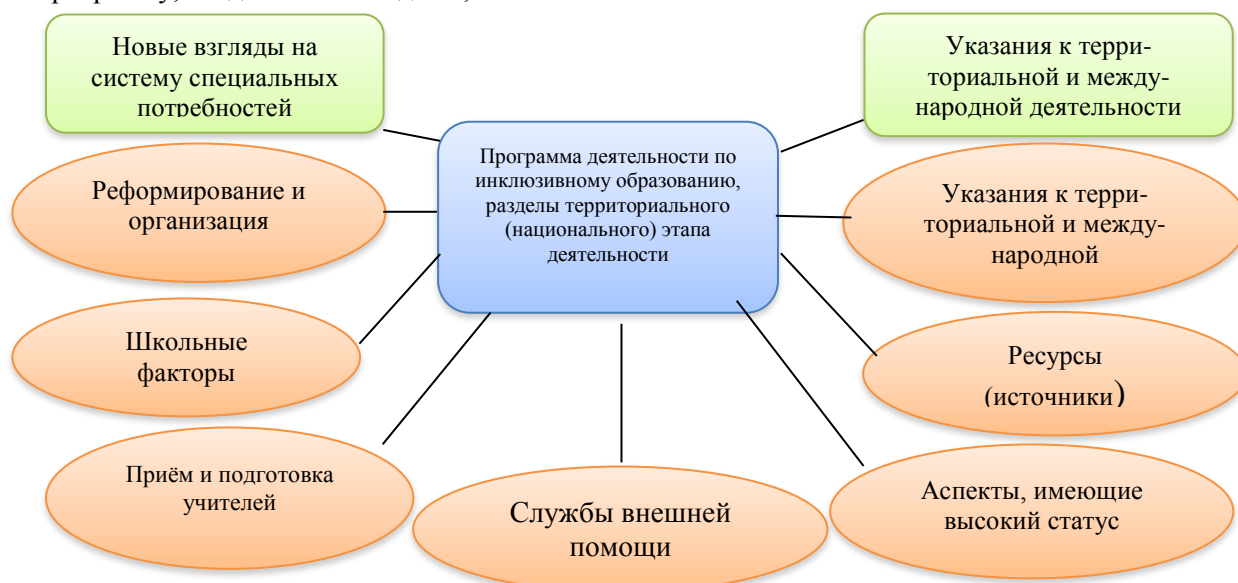 Новые взгляды на
систему специальных
потребностей
Указания к терри-
ториальной и между-
народной деятельности
Программа деятельности по
инклюзивному образованию,
разделы территориального
(национального) этапа
деятельности
Реформирование и
организация
Указания к терри-
ториальной и между-
народной
Школьные
факторы
Ресурсы
(источники)
Приём и подготовка
учителей
Службы внешней
помощи
Аспекты, имеющие
высокий статус